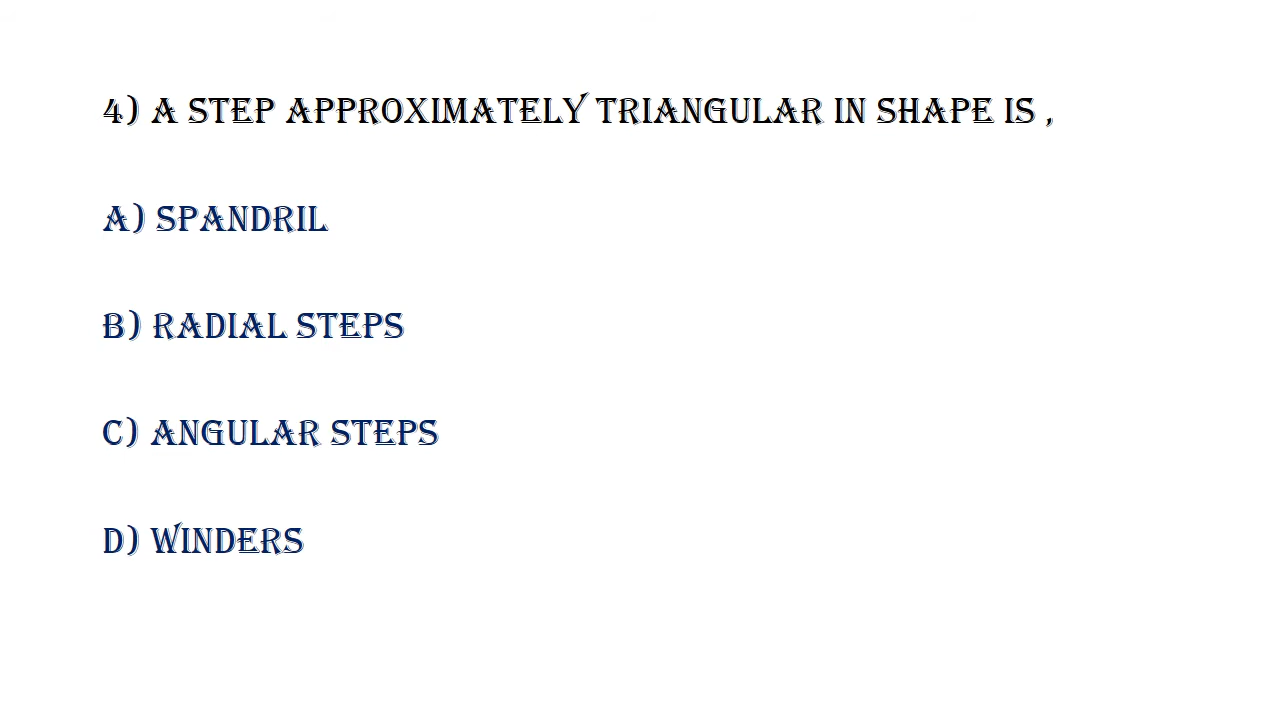 4) A STEP APPROXIMATELY TRIANGULAR IN SHAPE IS ,
A) SPANDRIL
B) RADIAL STEPS
C) ANGULAR STEPS
D) WINDERS